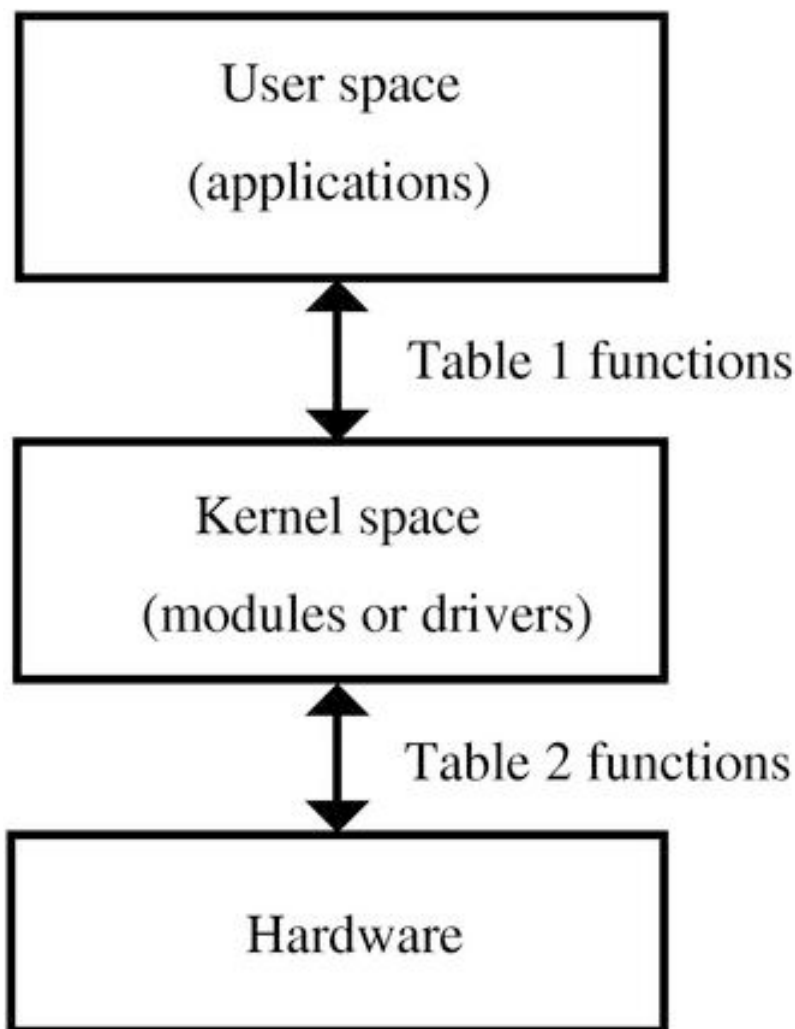 User space
(applications)
Table 1 functions
Kernel space
(modules or drivers)
Table 2 functions
Hardware